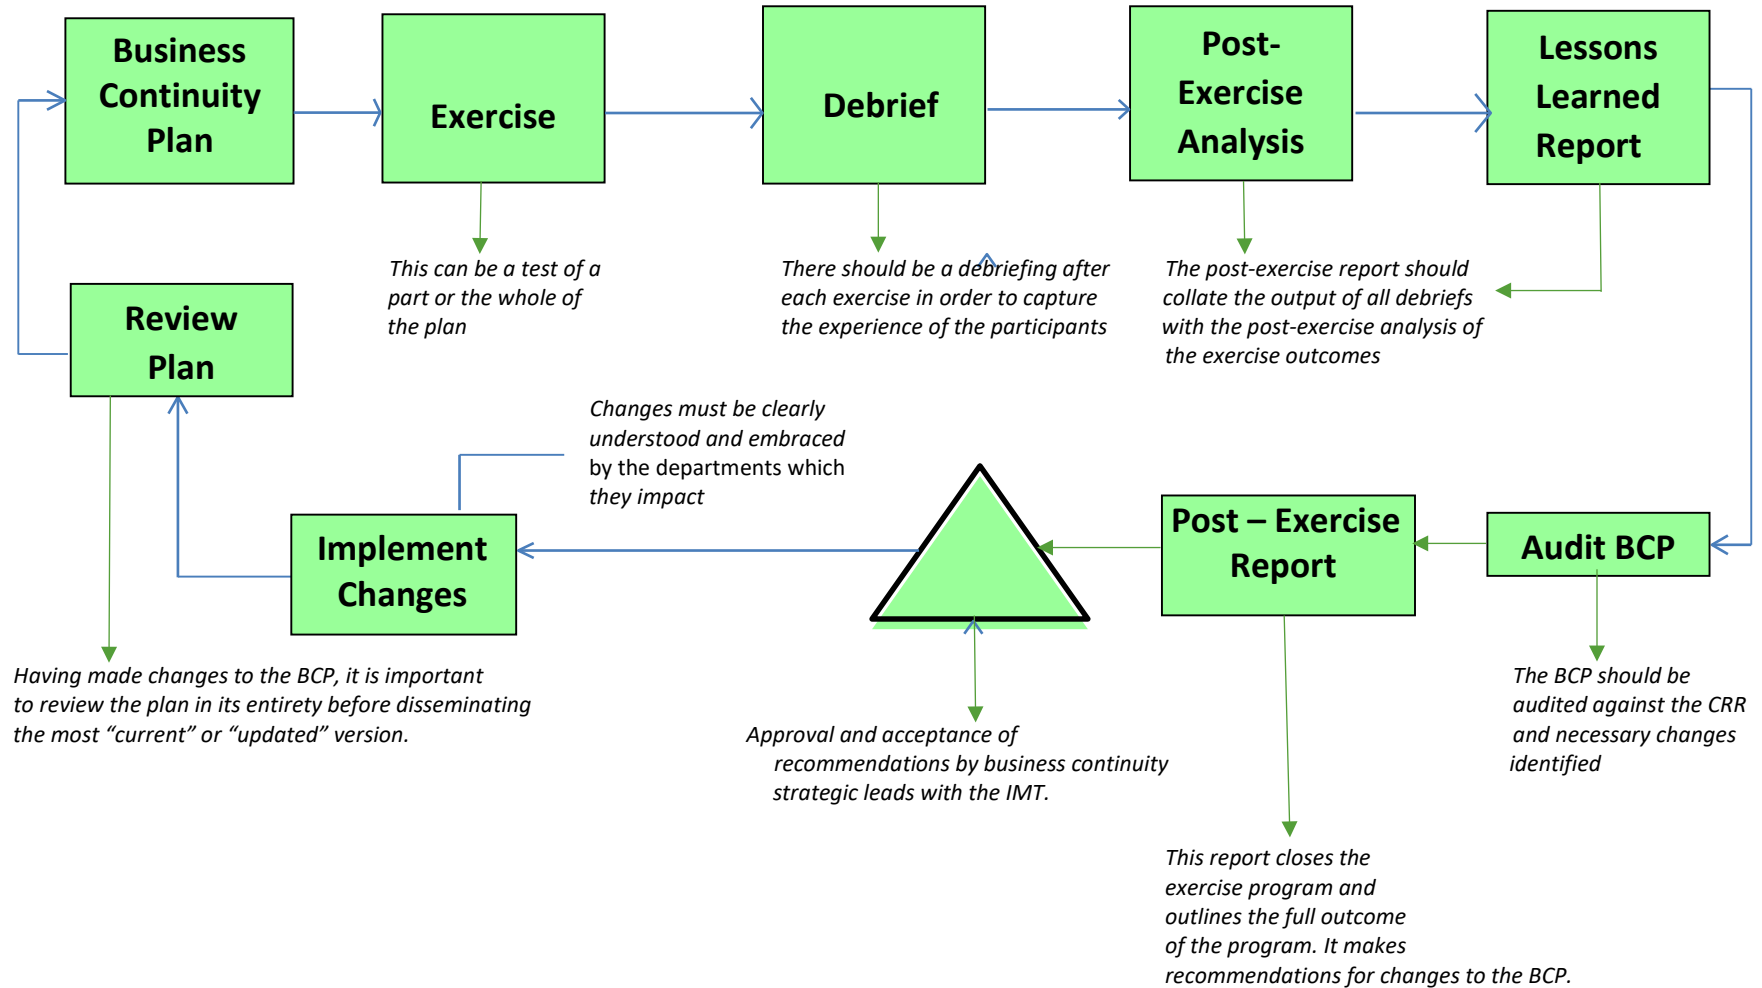 Business
Continuity
Plan
Exercise
Debrief
Post-
Exercise
Analysis
Lessons
Learned
Report
This can be a test of a
part or the whole of
the plan
There should be a debriefing after
each exercise in order to capture
the experience of the participants
The post-exercise report should
collate the output of all debriefs
with the post-exercise analysis of
the exercise outcomes
Review
Plan
Changes must be clearly
understood and embraced
by the departments which
they impact
Implement
Changes
Post – Exercise
Report
Audit BCP
Having made changes to the BCP, it is important
to review the plan in its entirety before disseminating
the most “current” or “updated” version.
Approval and acceptance of
recommendations by business continuity
strategic leads with the IMT.
The BCP should be
audited against the CRR
and necessary changes
identified
This report closes the
exercise program and
outlines the full outcome
of the program. It makes
recommendations for changes to the BCP.